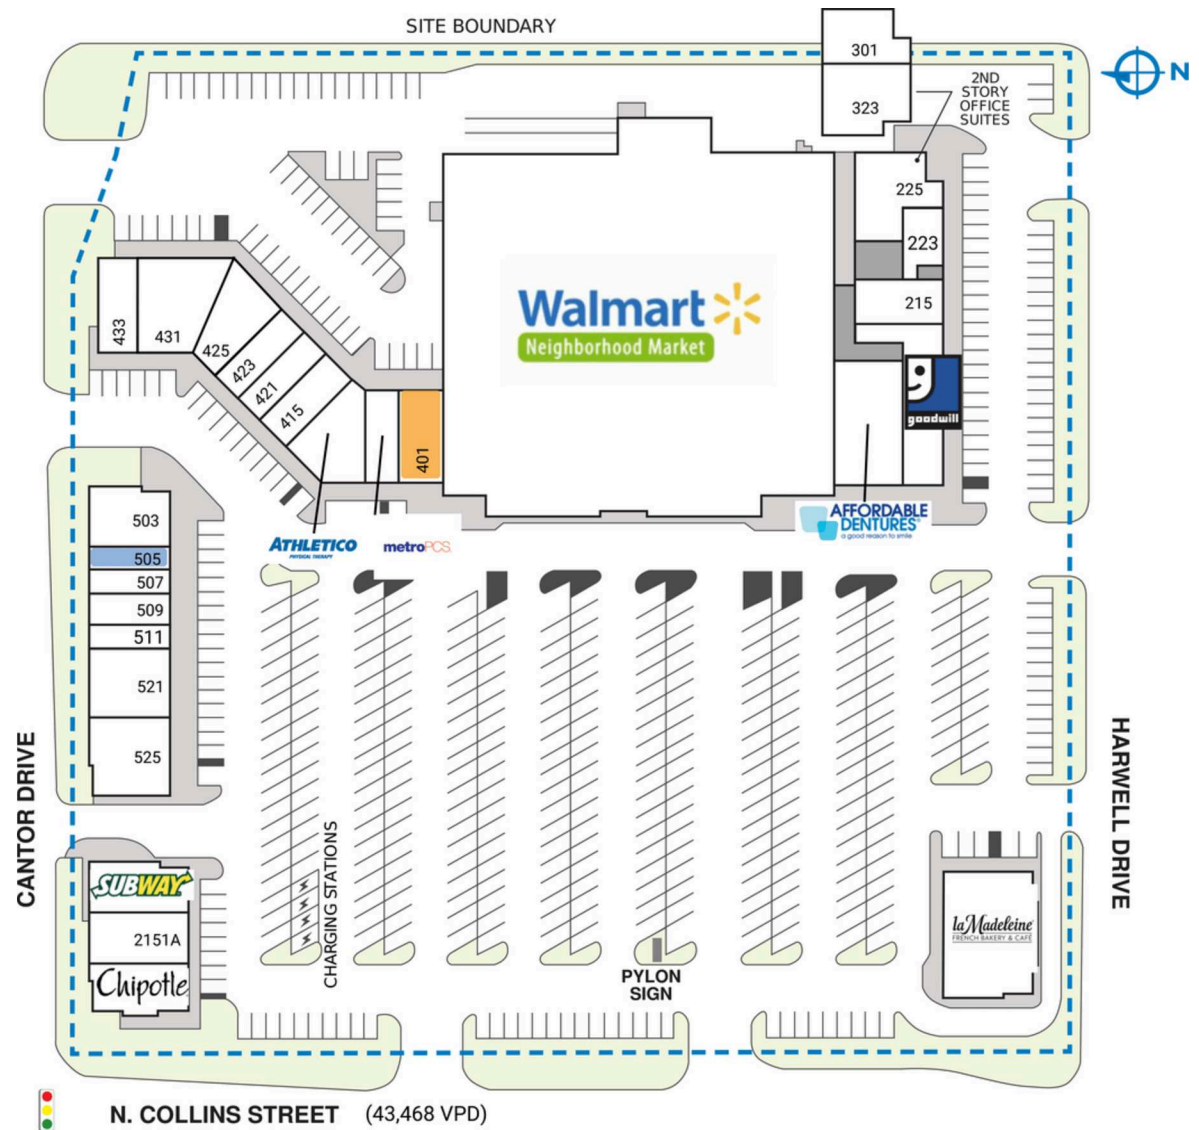 SITE BOUNDARY
301
N
2ND
STORY
OFFICE
SUITES
323
225
223
215
Walmart
Neighborhood Market
433
431
425
423
421
415
401
goodwill
AFFORDABLE
DENTURES®
a good reason to smile
ATHLETICO
PHYSICAL THERAPY
metroPCS.
503
505
507
509
511
521
525
CANTOR DRIVE
HARWELL DRIVE
CHARGING STATIONS
SUBWAY
2151A
Chipotle
la Madeleine
FRENCH BAKERY & CAFÉ
PYLON
SIGN
N. COLLINS STREET (43,468 VPD)